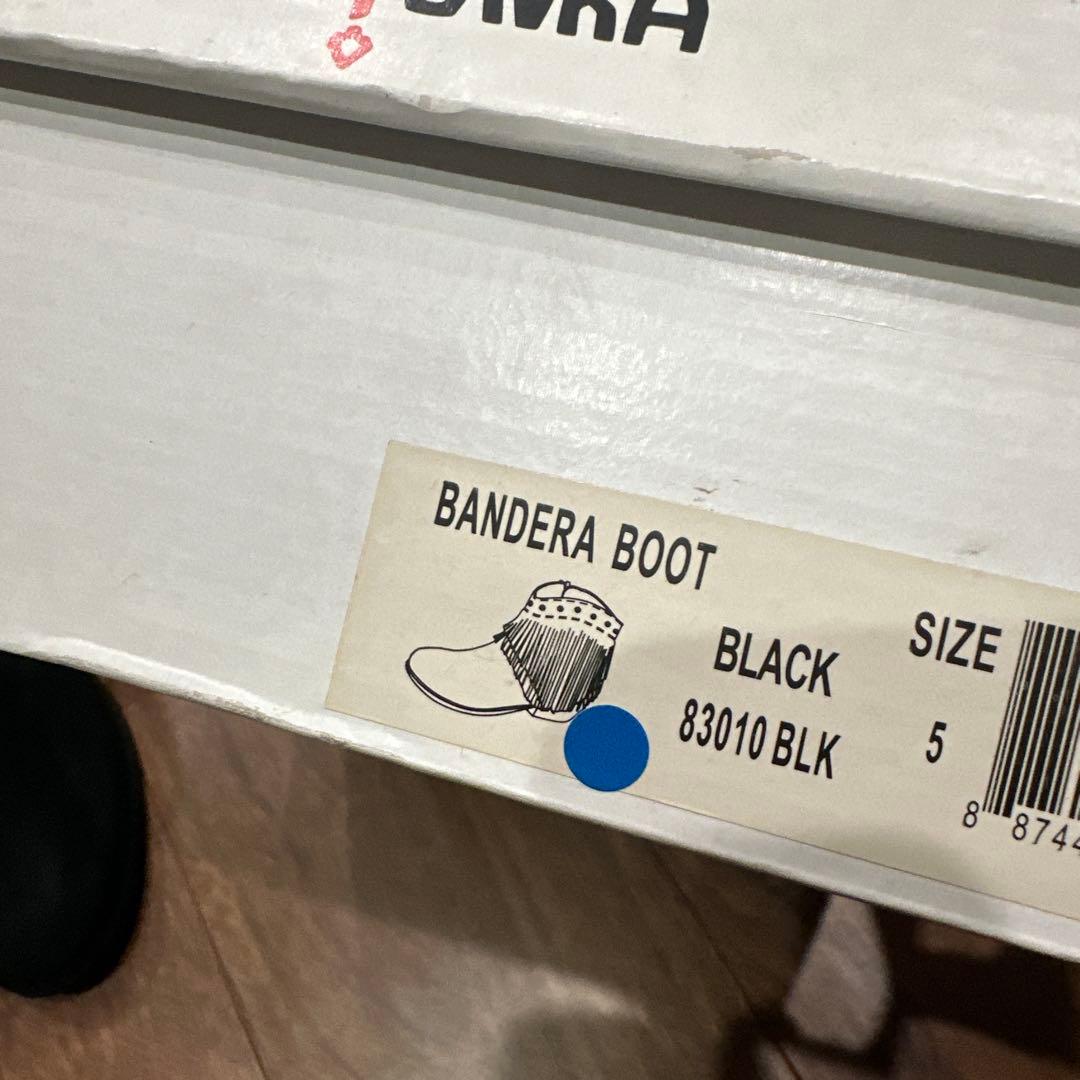 BANDERA BOOT
BLACK
83010 BLK
SIZE
5
8 8744